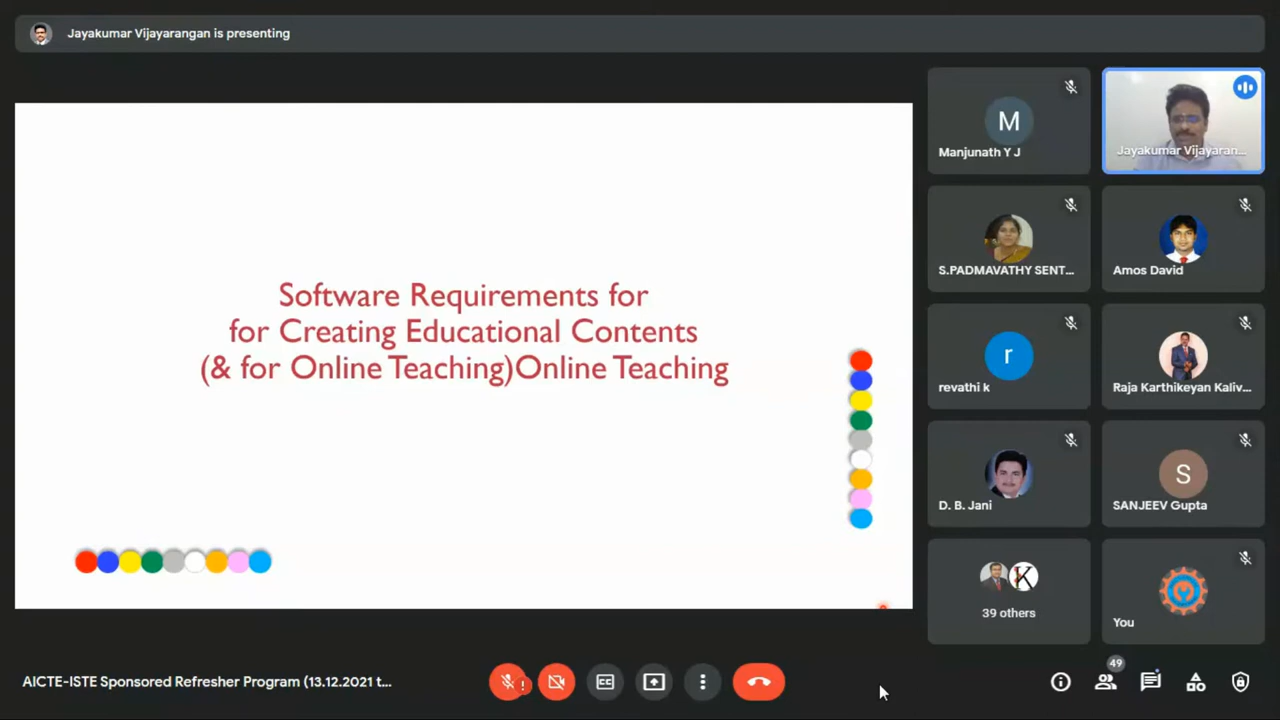 Jayakumar Vijayarangan is presenting
Software Requirements for
for Creating Educational Contents
(& for Online Teaching)Online Teaching
M
Manjunath Y J
Jayakumar Vijayaran...
S.PADMAVATHY SENT...
Amos David
r
revathi k
Raja Karthikeyan Kaliv...
D. B. Jani
S
SANJEEV Gupta
K
39 others
You
AICTE-ISTE Sponsored Refresher Program (13.12.2021 t...
!
CC
49